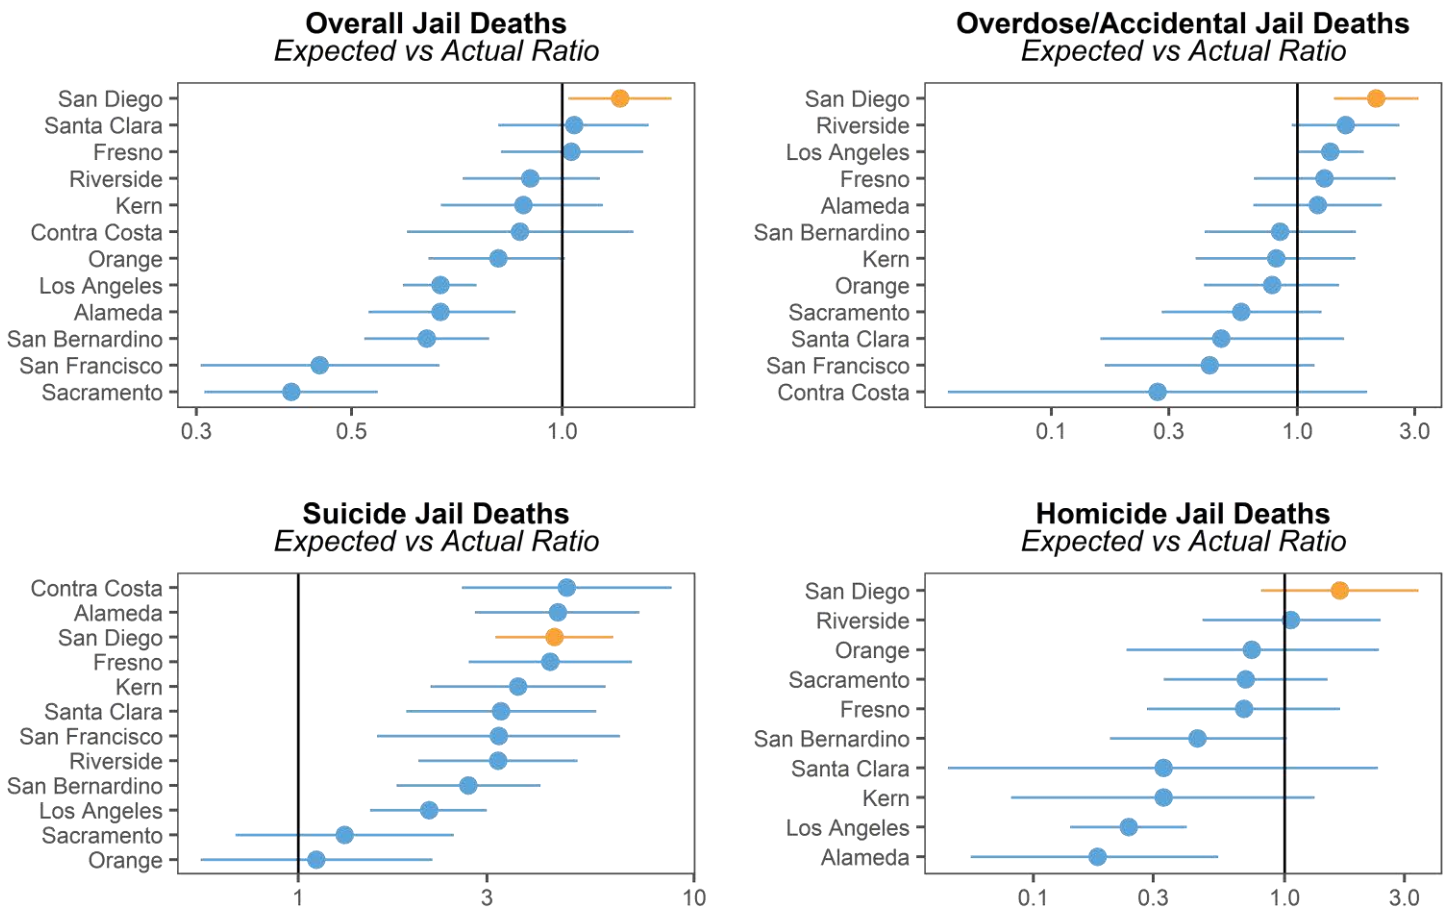 Overall Jail Deaths
Expected vs Actual Ratio
San Diego
Santa Clara
Fresno
Riverside
Kern
Contra Costa
Orange
Los Angeles
Alameda
San Bernardino
San Francisco
Sacramento
0.3 0.5 1.0
Overdose/Accidental Jail Deaths
Expected vs Actual Ratio
San Diego
Riverside
Los Angeles
Fresno
Alameda
San Bernardino
Kern
Orange
Sacramento
Santa Clara
San Francisco
Contra Costa
0.1 0.3 1.0 3.0
Suicide Jail Deaths
Expected vs Actual Ratio
Contra Costa
Alameda
San Diego
Fresno
Kern
Santa Clara
San Francisco
Riverside
San Bernardino
Los Angeles
Sacramento
Orange
1 3 10
Homicide Jail Deaths
Expected vs Actual Ratio
San Diego
Riverside
Orange
Sacramento
Fresno
San Bernardino
Santa Clara
Kern
Los Angeles
Alameda
0.1 0.3 1.0 3.0